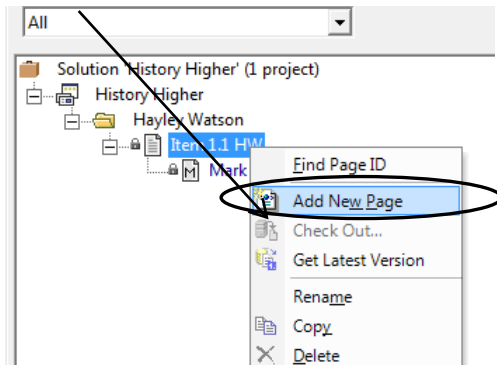 All
Solution 'History Higher' (1 project)
History Higher
Hayley Watson
Item 1.1 HW
M Mark
Find Page ID
Add New Page
Check Out...
Get Latest Version
Rename
Copy
Delete